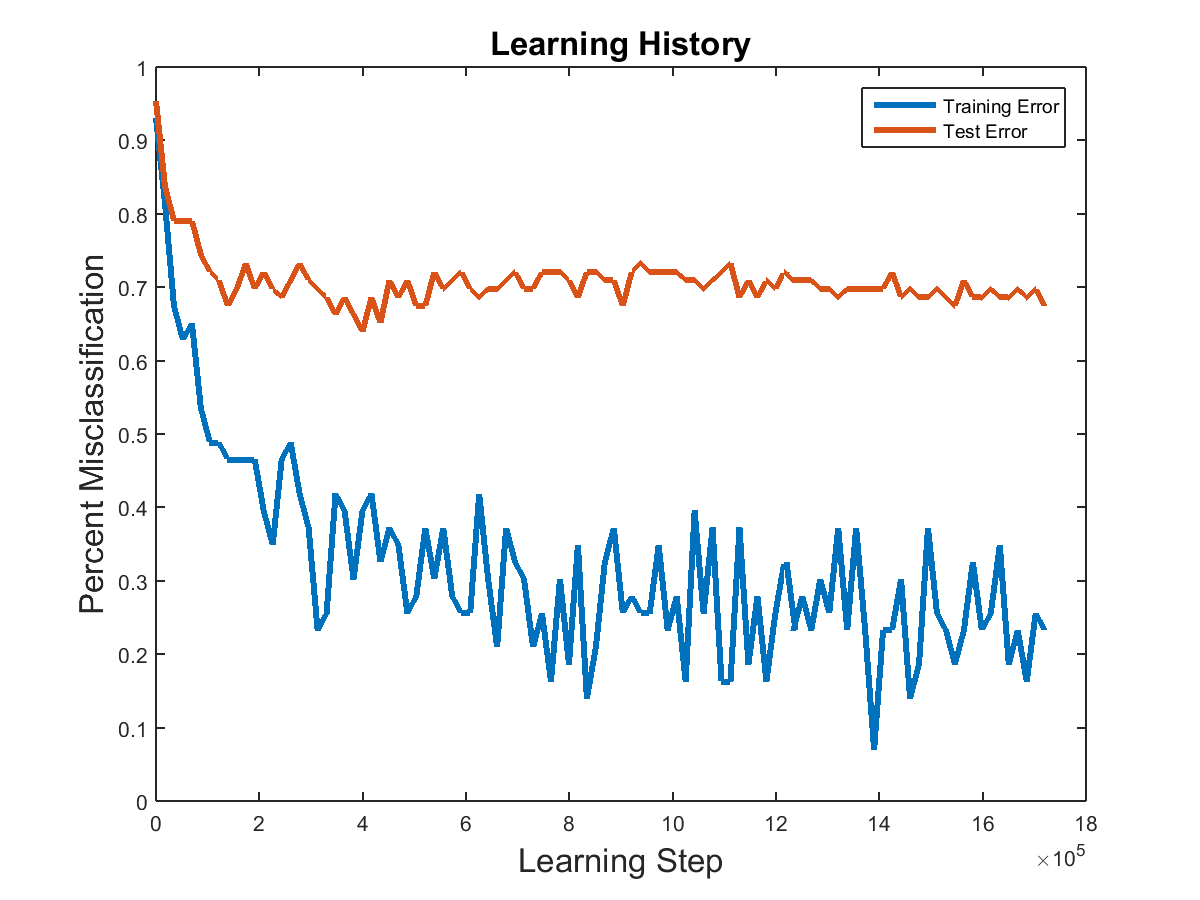 Learning History
Training Error
Test Error
Percent Misclassification
1
0.9
0.8
0.7
0.6
0.5
0.4
0.3
0.2
0.1
0
0 2 4 6 8 10 12 14 16 18
×10⁵
Learning Step